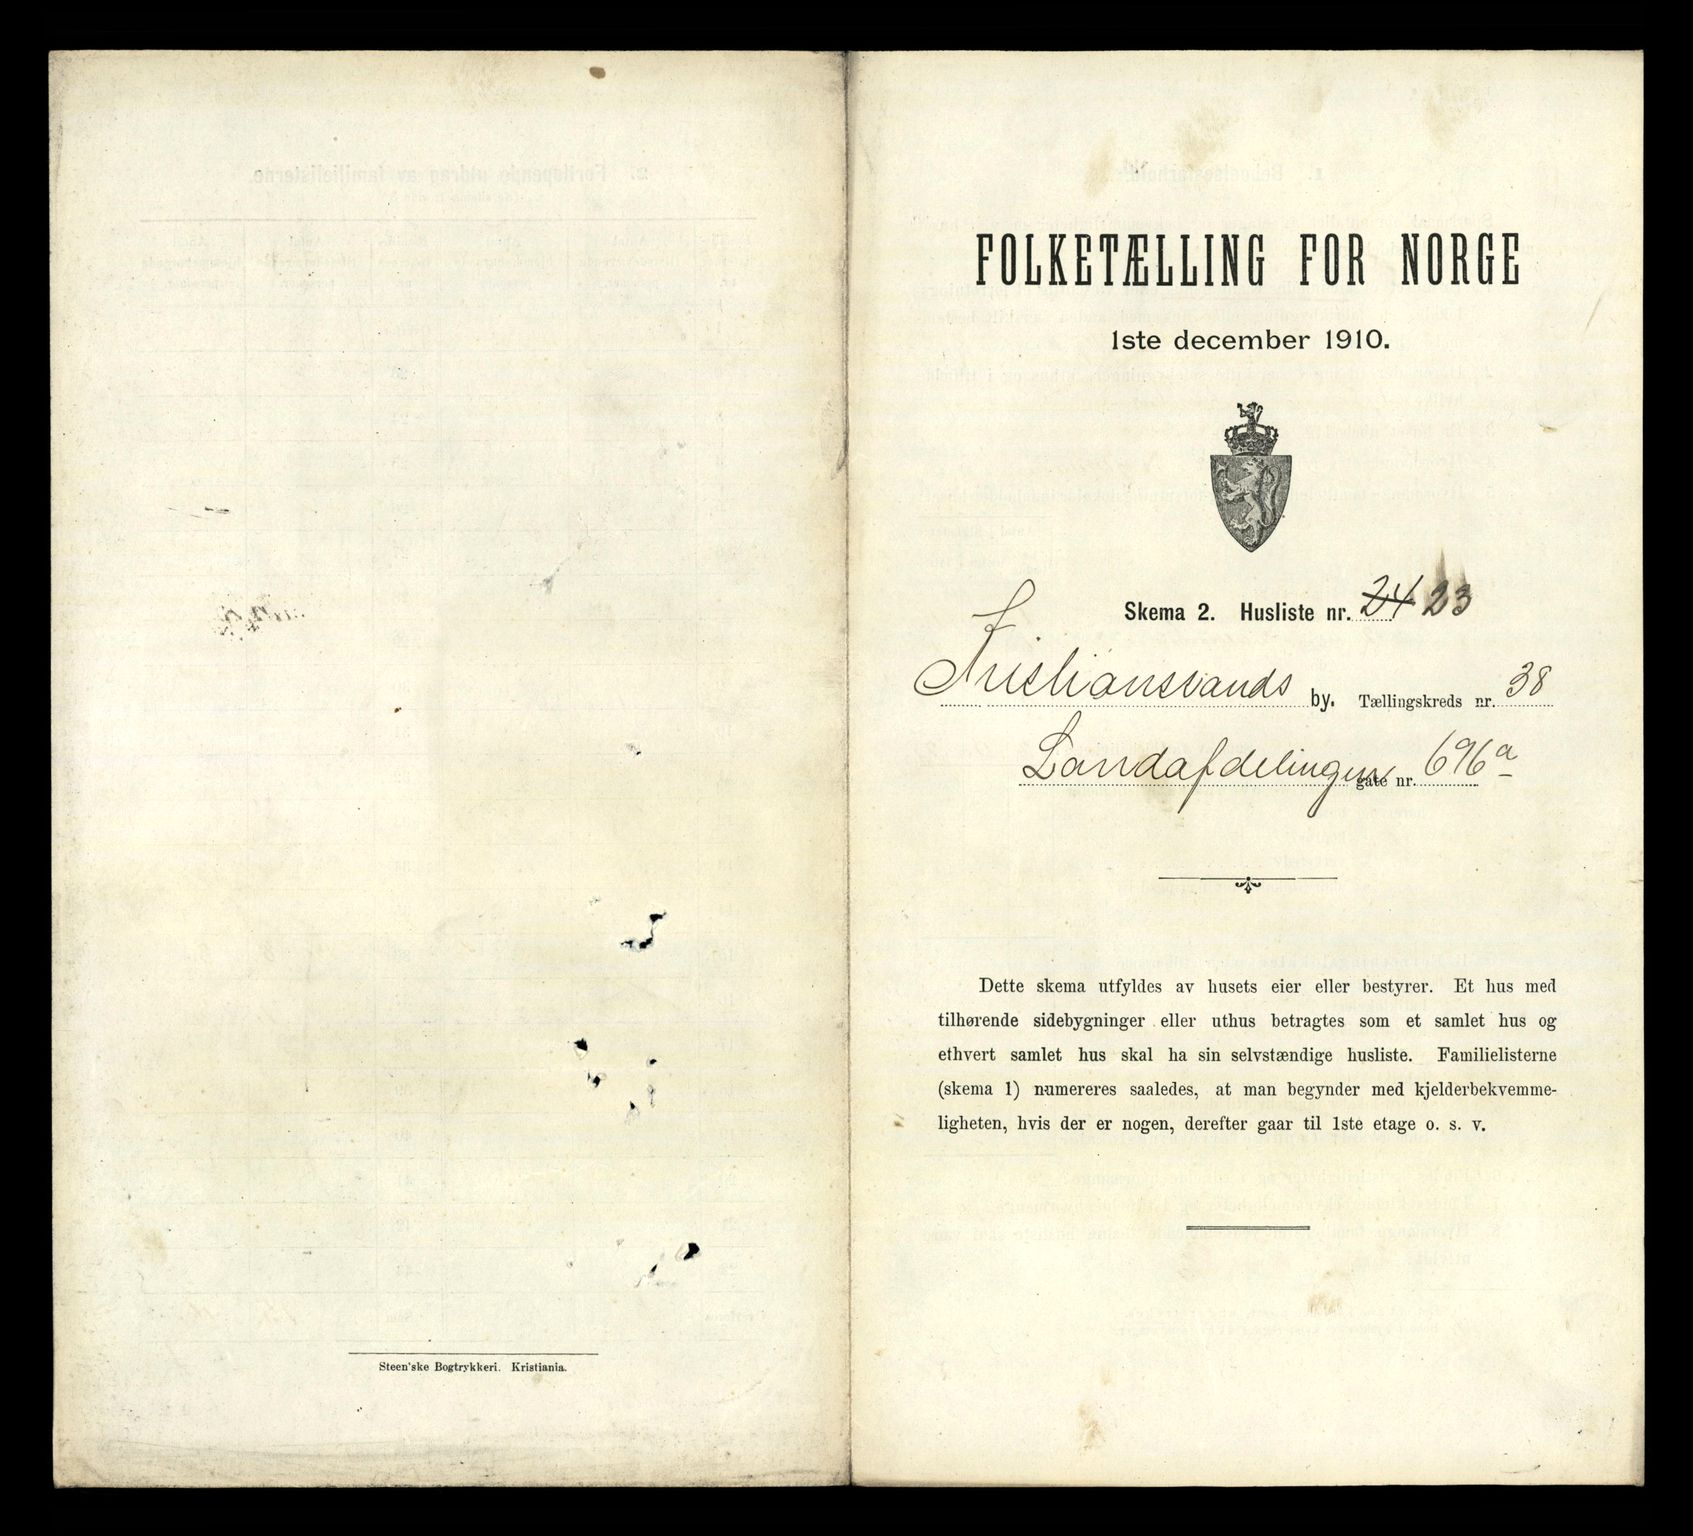 FOLKETÆLLING FOR NORGE
1ste december 1910.
Skema 2. Husliste nr. 24 23
Kristianssands by. Tællingskreds nr. 38
Landafdelingen gate nr. 696a
Dette skema utfyldes av husets eier eller bestyrer. Et hus med
tilhørende sidebygninger eller uthus betragtes som et samlet hus og
ethvert samlet hus skal ha sin selvstændige husliste. Familielisterne
(skema 1) numereres saaledes, at man begynder med kjelderbekvemme-
ligheten, hvis der er nogen, derefter gaar til 1ste etage o. s. v.
Steen'ske Bogtrykkeri. Kristiania.